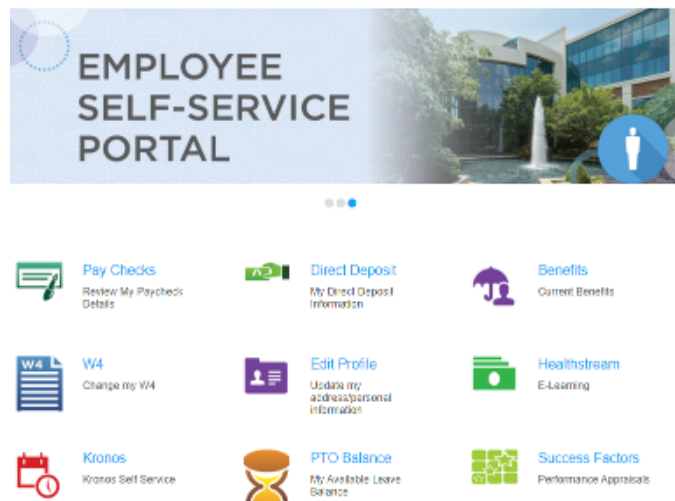 EMPLOYEE
SELF-SERVICE
PORTAL
Pay Checks
Review My Paycheck
Details
Direct Deposit
My Direct Deposit
Information
Benefits
Current Benefits
W4
W4
Change my W4
Edit Profile
Update my
address/personal
information
Healthstream
E-Learning
Kronos
Kronos Self Service
PTO Balance
My Available Leave
Balance
Success Factors
Performance Appraisals